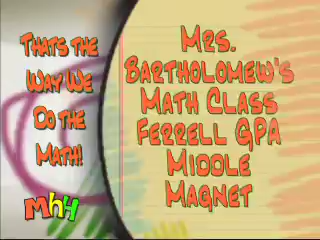 Thats the
Way We
Do the
Math!
MhH
Mrs.
Bartholomew's
Math Class
Ferrell GPA
Middle
Magnet